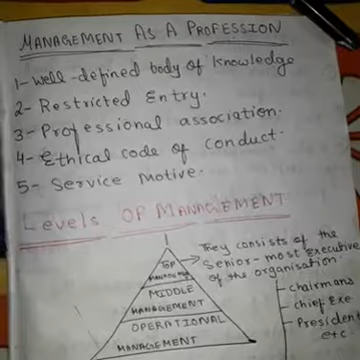 MANAGEMENT AS A PROFESSION
1- Well-defined body of knowledge
2- Restricted Entry.
3- Professional association.
4- Ethical code of conduct.
5- Service Motive.
Levels OF MANAGEMENT
TOP
MANAGEMENT
They consists of the
Senior-most executive
of the organisation.
MIDDLE
MANAGEMENT
chairmans
chief Exe
President
etc
OPERATIONAL
MANAGEMENT